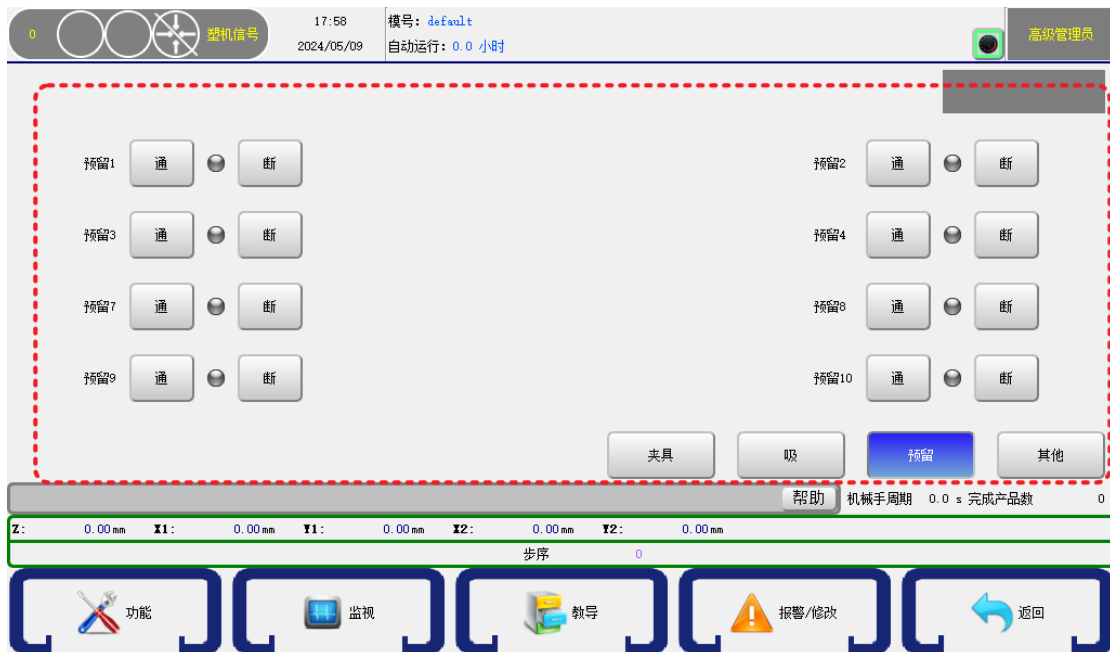 0 塑机信号 17:58 模号: default
2024/05/09 自动运行: 0.0 小时 高级管理员
预留1 通 断 预留2 通 断
预留3 通 断 预留4 通 断
预留7 通 断 预留8 通 断
预留9 通 断 预留10 通 断
夹具 吸 预留 其他
帮助 机械手周期 0.0 s 完成产品数 0
Z: 0.00mm X1: 0.00mm Y1: 0.00mm X2: 0.00mm Y2: 0.00mm
步序 0
功能 监视 教导 报警/修改 返回